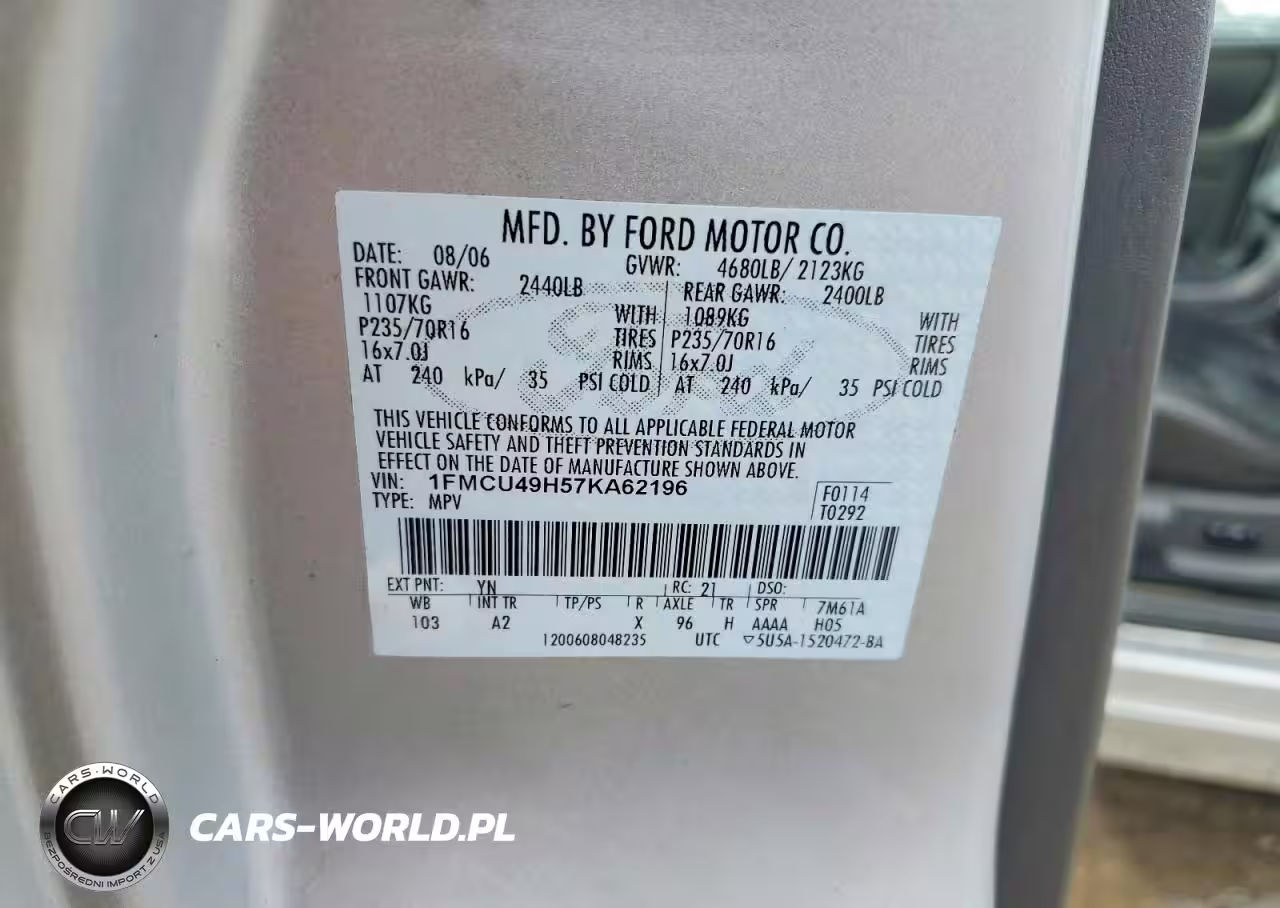 MFD. BY FORD MOTOR CO.
DATE: 08/06 GVWR: 4680LB/ 2123KG
FRONT GAWR: 2440LB REAR GAWR: 2400LB
1107KG WITH 1089KG WITH
P235/70R16 TIRES P235/70R16 TIRES
16x7.0J RIMS 16x7.0J RIMS
AT 240 kPa/ 35 PSI COLD AT 240 kPa/ 35 PSI COLD
Ford
THIS VEHICLE CONFORMS TO ALL APPLICABLE FEDERAL MOTOR
VEHICLE SAFETY AND THEFT PREVENTION STANDARDS IN
EFFECT ON THE DATE OF MANUFACTURE SHOWN ABOVE.
VIN: 1FMCU49H57KA62196 F0114
TYPE: MPV T0292
EXT PNT: YN RC: 21 DSO:
WB INT TR TP/PS R AXLE TR SPR 7M61A
103 A2 X 96 H AAAA H05
1200608048235 UTC ▽5U5A-1520472-BA
CARS-WORLD
CW
BEZPOŚREDNI IMPORT Z USA
CARS-WORLD.PL